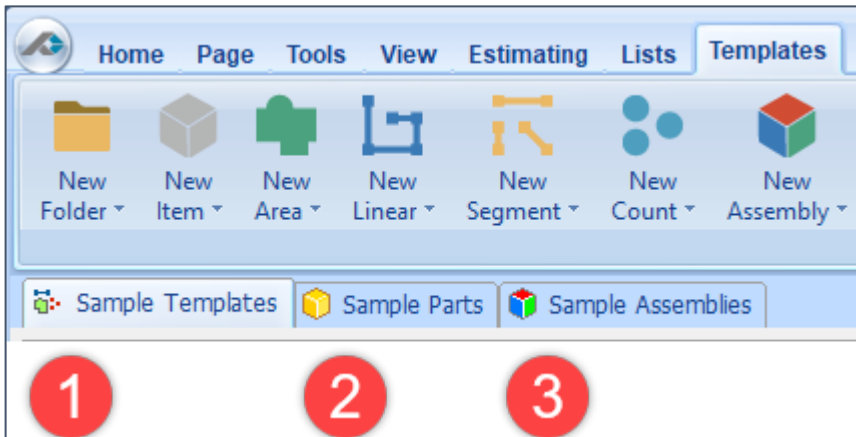 Home Page Tools View Estimating Lists Templates
New New New New New New New
Folder Item Area Linear Segment Count Assembly
Sample Templates Sample Parts Sample Assemblies
1 2 3